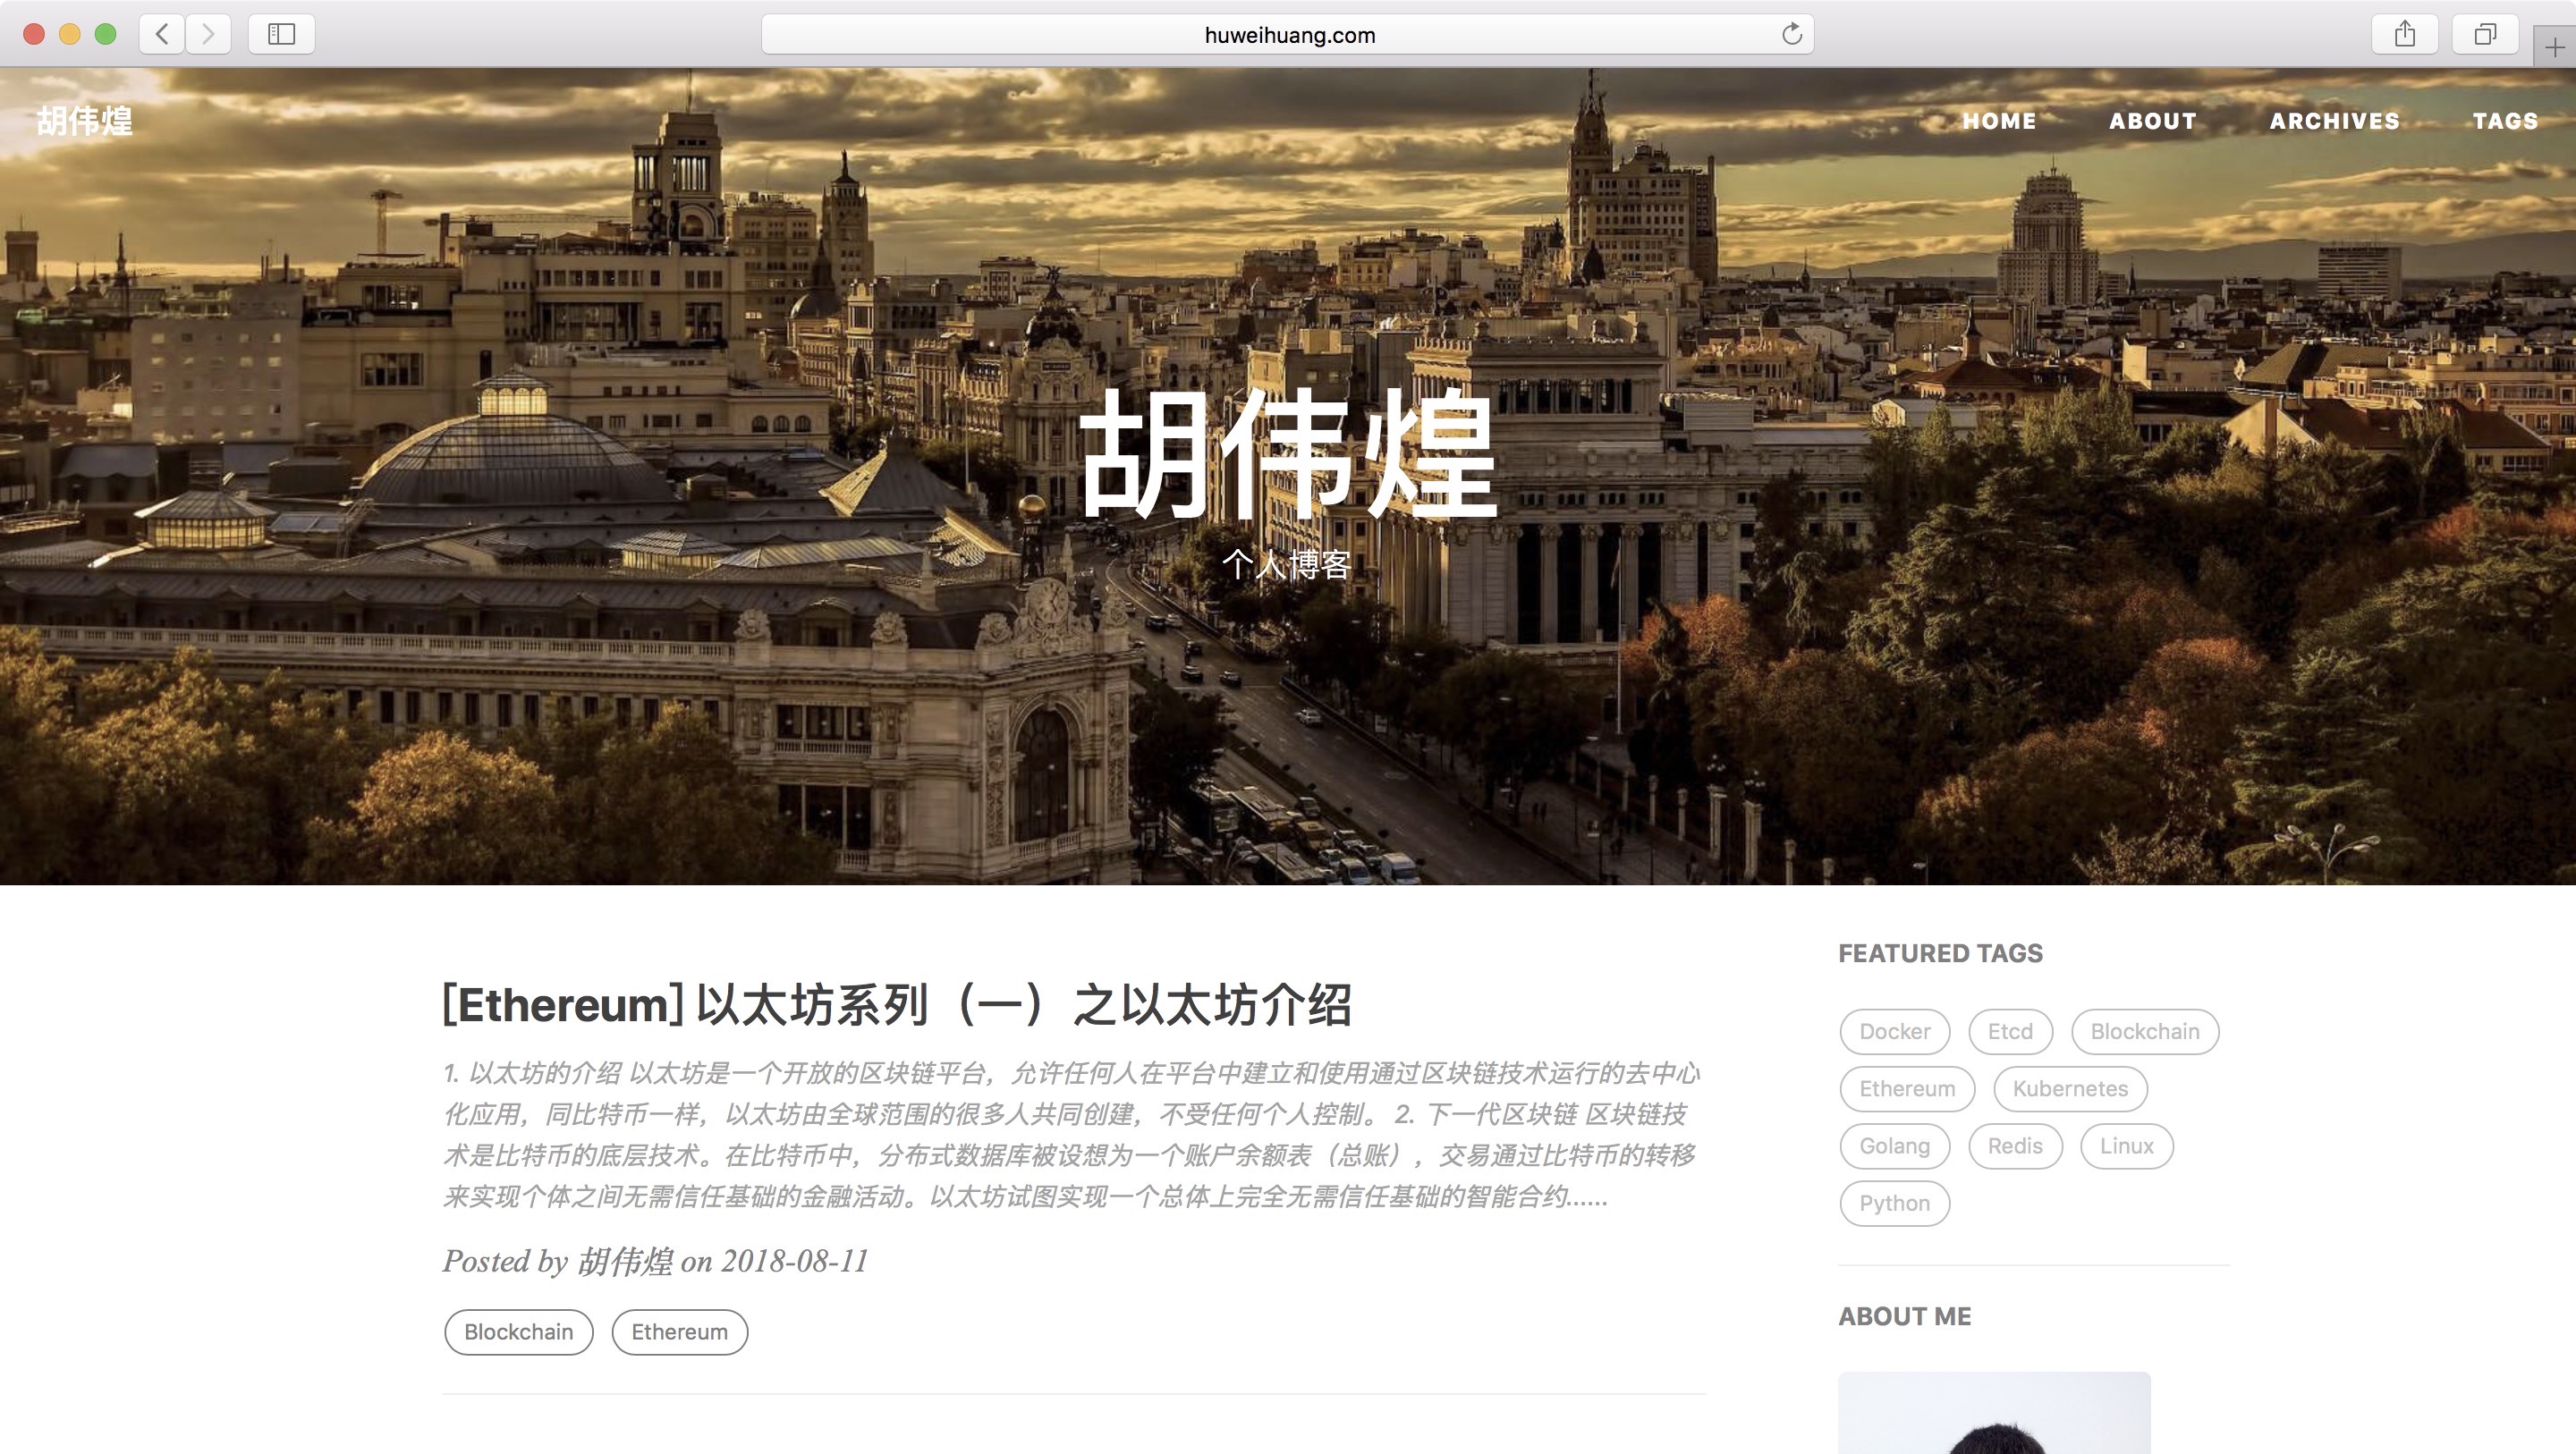 huweihuang.com
胡伟煌
HOME ABOUT ARCHIVES TAGS
胡伟煌
个人博客
[Ethereum] 以太坊系列（一）之以太坊介绍
1. 以太坊的介绍 以太坊是一个开放的区块链平台，允许任何人在平台中建立和使用通过区块链技术运行的去中心
化应用，同比特币一样，以太坊由全球范围的很多人共同创建，不受任何个人控制。 2. 下一代区块链 区块链技
术是比特币的底层技术。在比特币中，分布式数据库被设想为一个账户余额表（总账），交易通过比特币的转移
来实现个体之间无需信任基础的金融活动。以太坊试图实现一个总体上完全无需信任基础的智能合约......
Posted by 胡伟煌 on 2018-08-11
Blockchain Ethereum
FEATURED TAGS
Docker Etcd Blockchain
Ethereum Kubernetes
Golang Redis Linux
Python
ABOUT ME